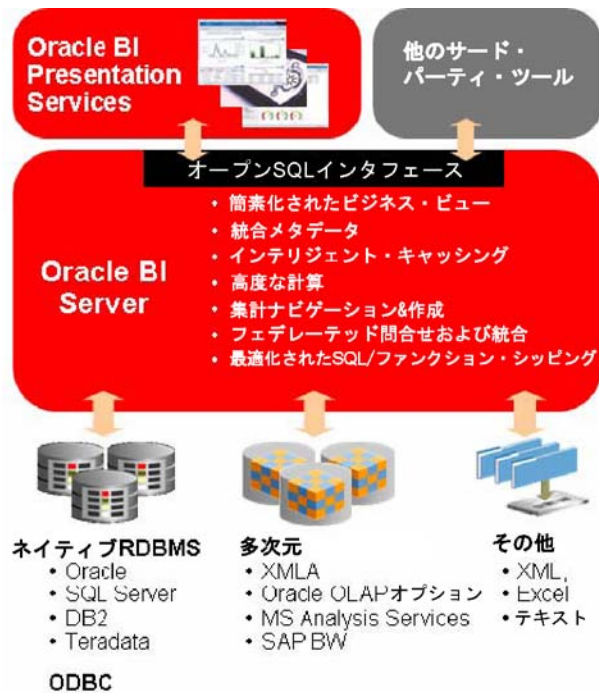 Oracle BI
Presentation
Services
他のサード・
パーティ・ツール
オープンSQLインタフェース
Oracle BI
Server
・簡素化されたビジネス・ビュー
・統合メタデータ
・インテリジェント・キャッシング
・高度な計算
・集計ナビゲーション&作成
・フェデレーテッド問合せおよび統合
・最適化されたSQL/ファンクション・シッピング
ネイティブRDBMS
• Oracle
• SQL Server
• DB2
• Teradata
ODBC
多次元
• XMLA
• Oracle OLAPオプション
• MS Analysis Services
• SAP BW
その他
• XML,
• Excel
• テキスト